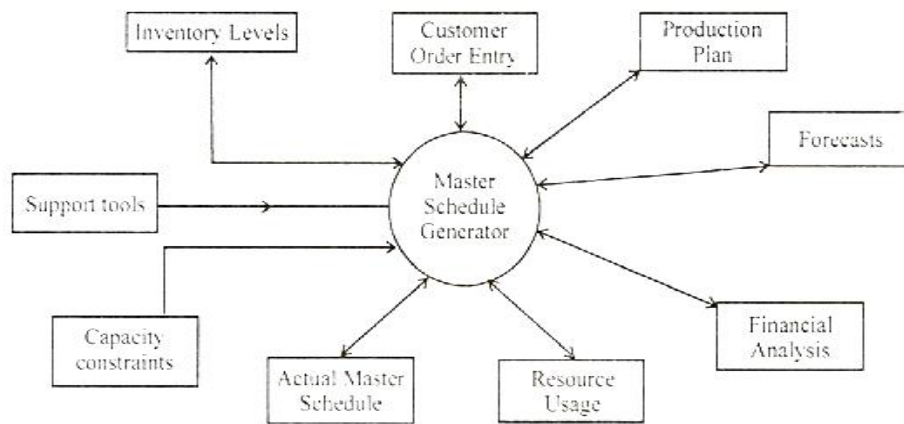 Inventory Levels
Customer
Order Entry
Production
Plan
Forecasts
Master
Schedule
Generator
Support tools
Capacity
constraints
Actual Master
Schedule
Resource
Usage
Financial
Analysis